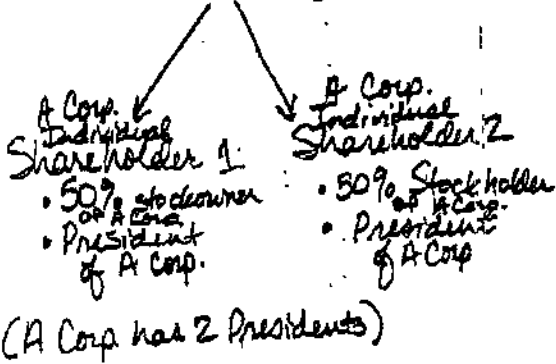 A Corp.
Individual
Shareholder 1:
• 50% stockowner
of A Corp
• President
of A Corp.
A Corp.
Individual
Shareholder 2
• 50% Stockholder
of A Corp.
• President
of A Corp
(A Corp has 2 Presidents)